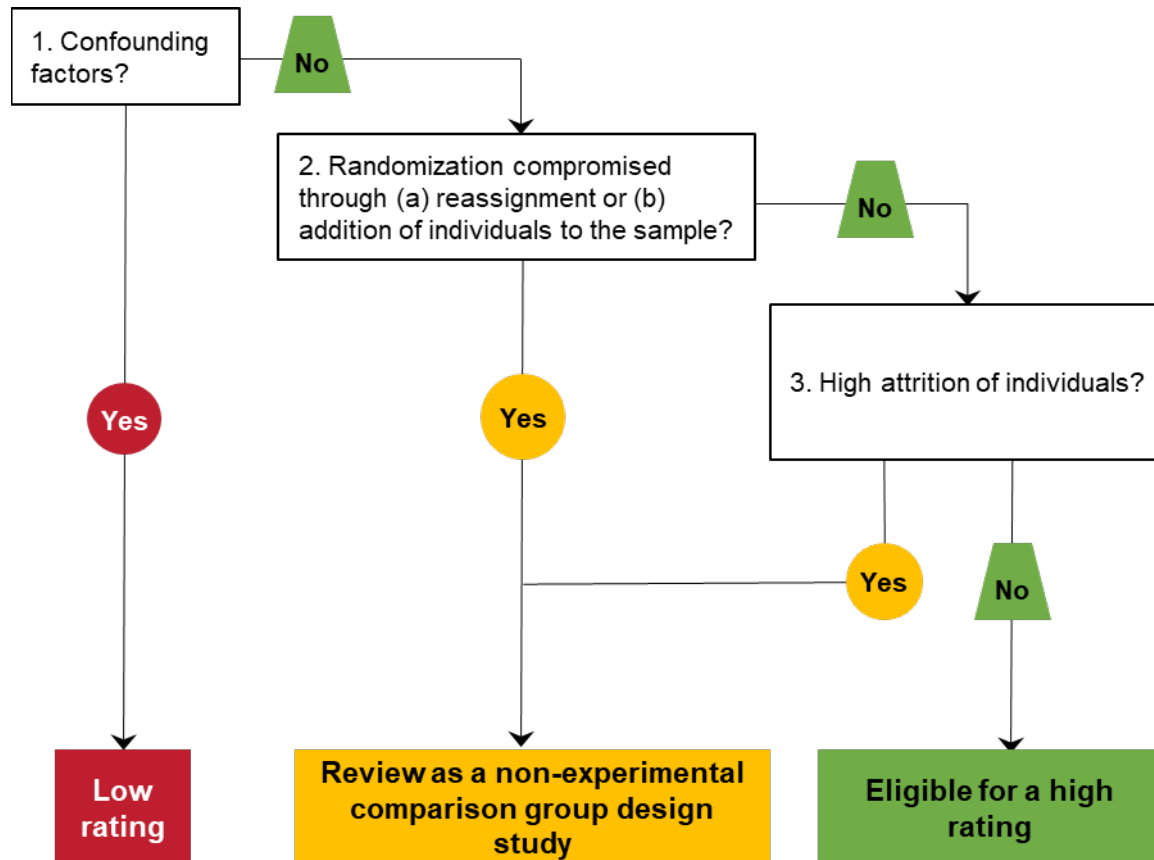 1. Confounding
factors?
No
2. Randomization compromised
through (a) reassignment or (b)
addition of individuals to the sample?
No
3. High attrition of individuals?
Yes
Yes
Yes
No
Low
rating
Review as a non-experimental
comparison group design
study
Eligible for a high
rating